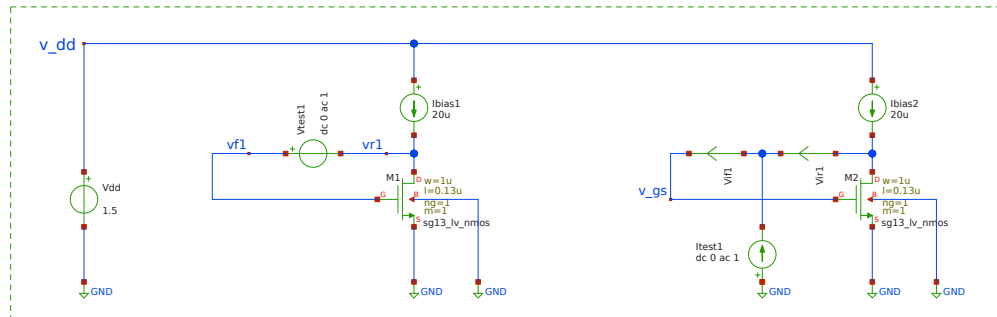 v_dd
Vdd
1.5
GND
vf1
Vtest1
dc 0 ac 1
vr1
Ibias1
20u
M1
G
D
B
S
w=1u
l=0.13u
ng=1
m=1
sg13_lv_nmos
GND
GND
v_gs
Vif1
Vir1
Itest1
dc 0 ac 1
GND
Ibias2
20u
M2
G
D
B
S
w=1u
l=0.13u
ng=1
m=1
sg13_lv_nmos
GND
GND